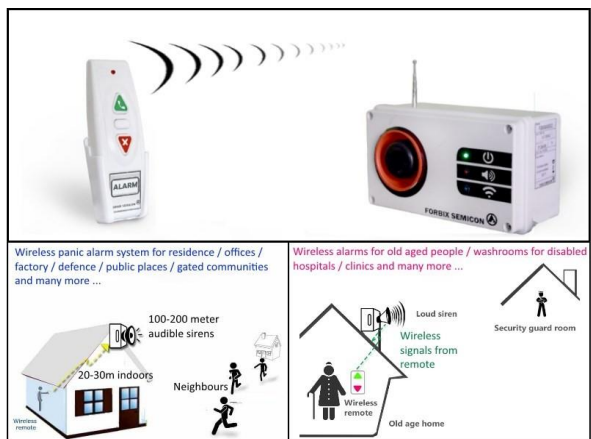 ALARM
FORBIX SEMICON
Wireless panic alarm system for residence / offices /
factory / defence / public places / gated communities
and many more ...
100-200 meter
audible sirens
20-30m indoors
Neighbours
Wireless
remote
Wireless alarms for old aged people / washrooms for disabled
hospitals / clinics and many more ...
Loud siren
Security guard room
Wireless
signals from
remote
Wireless
remote
Old age home